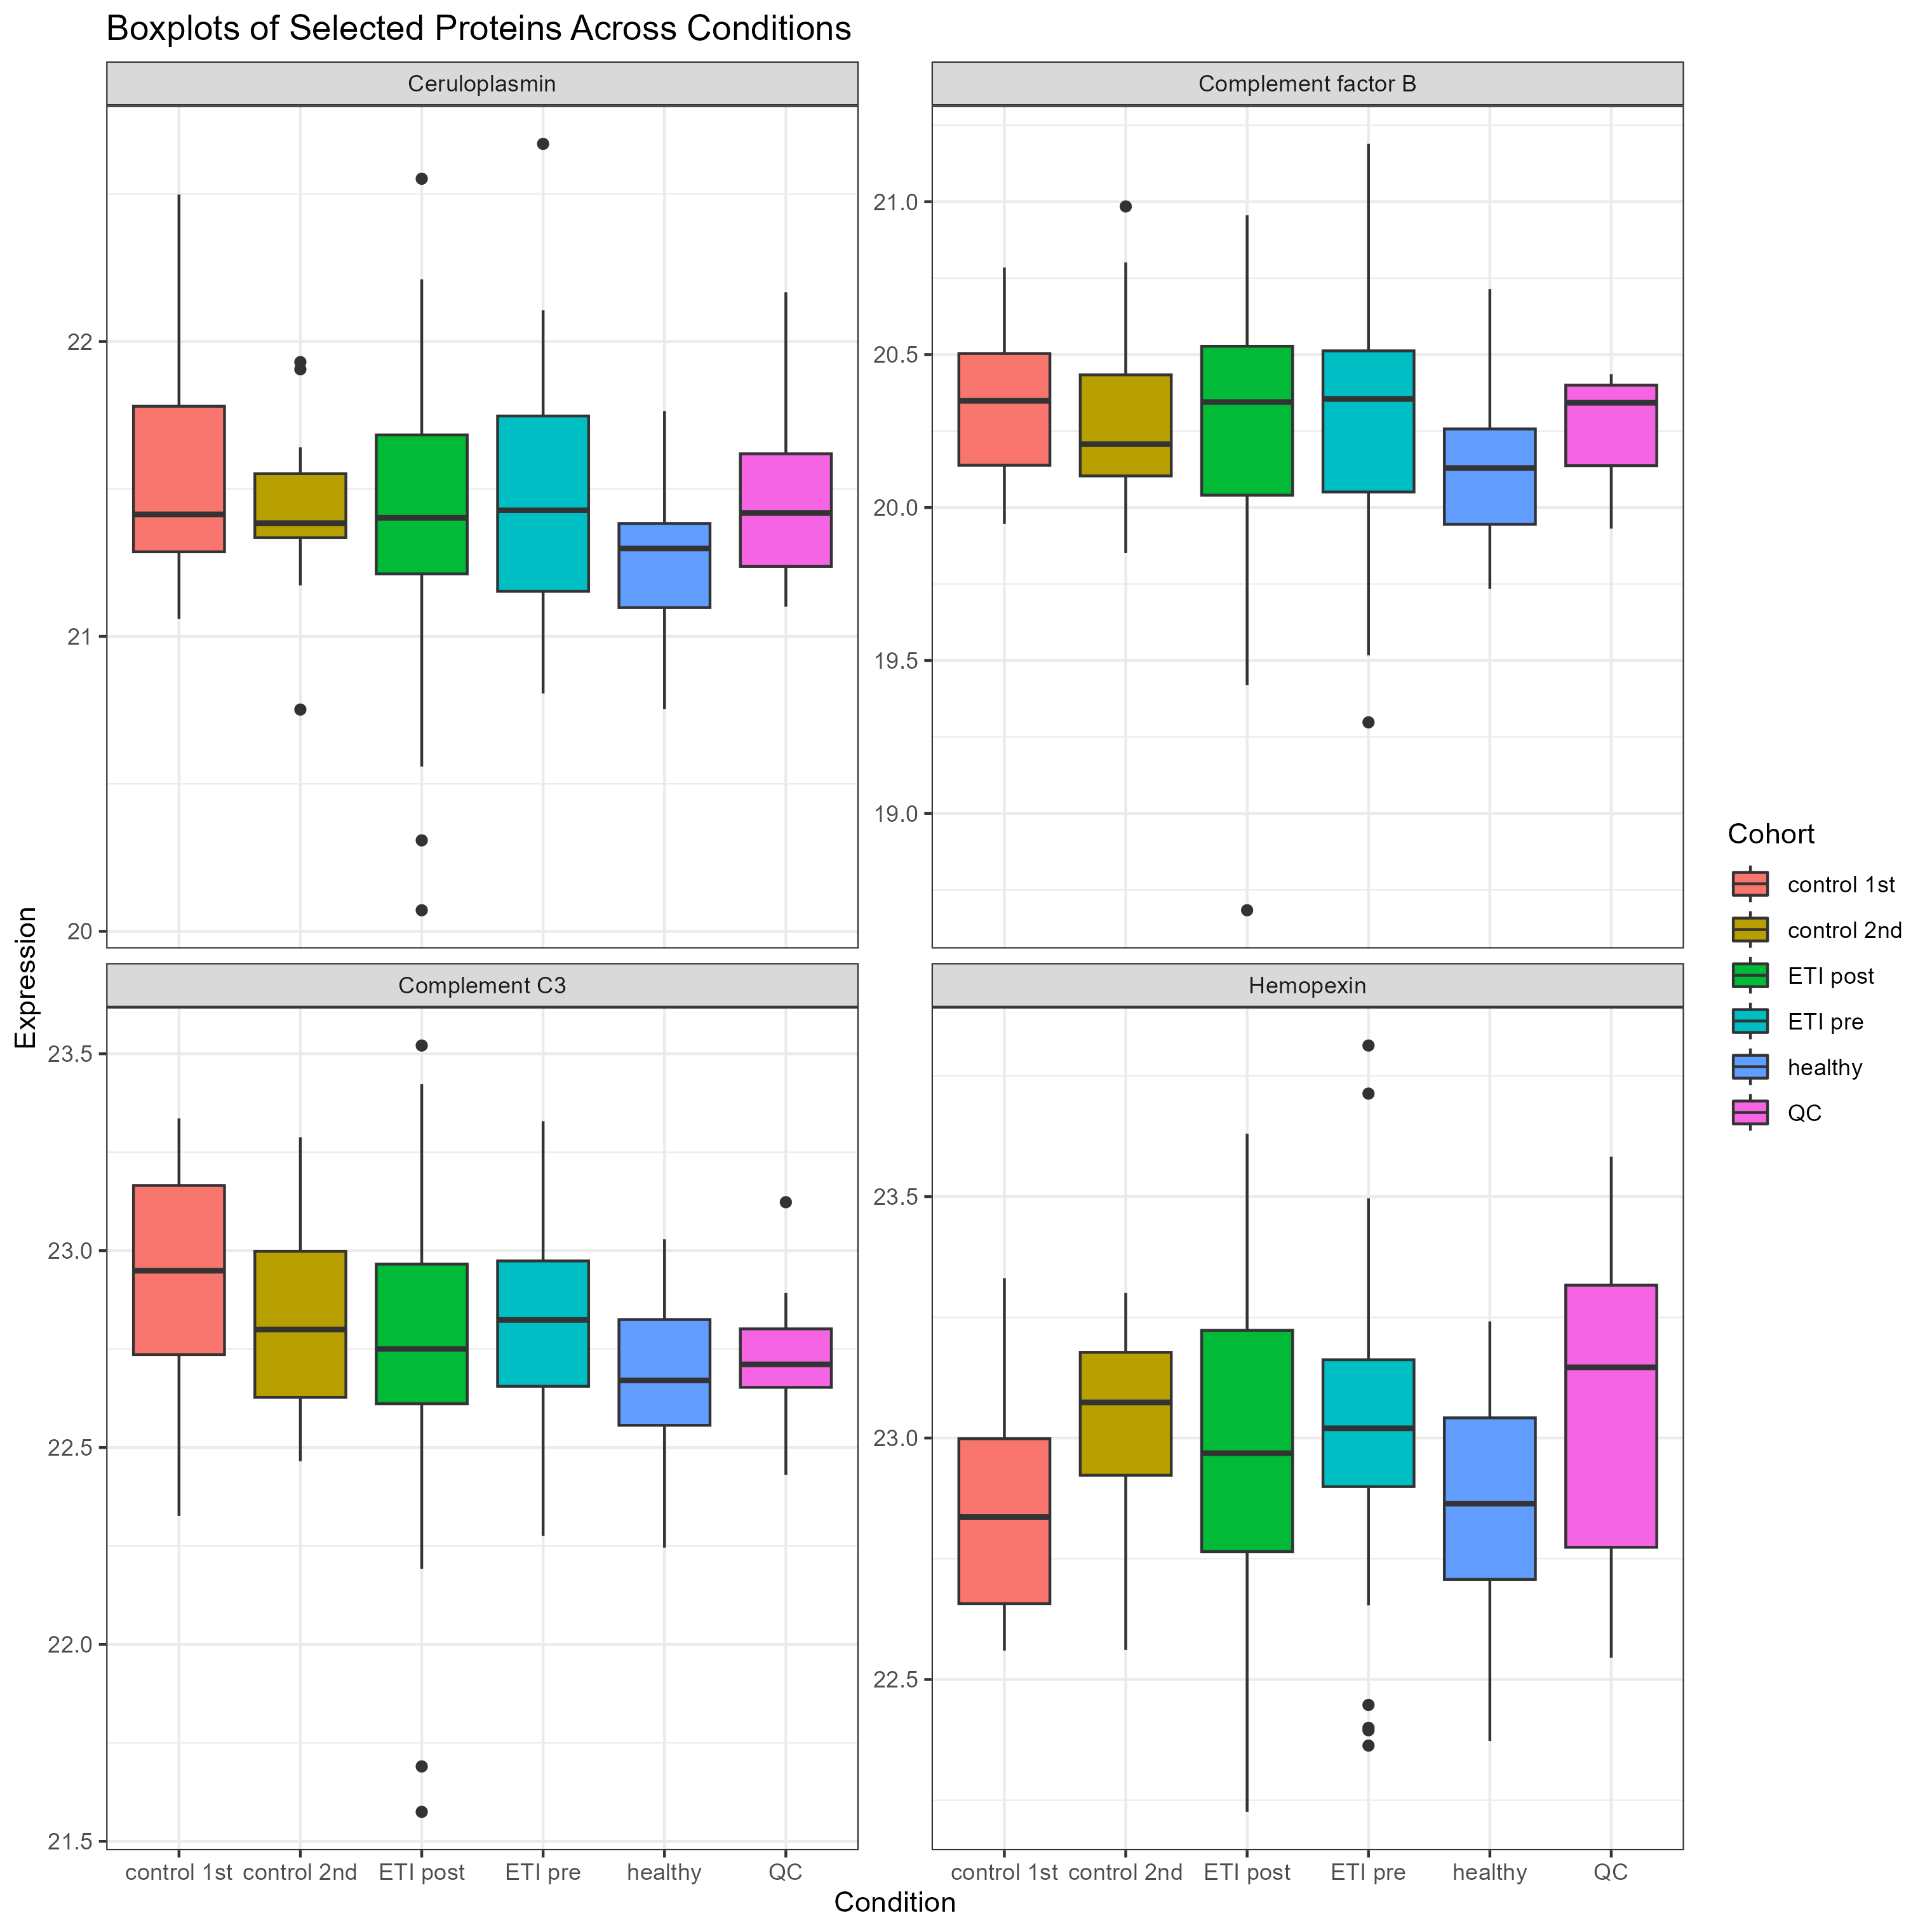 Boxplots of Selected Proteins Across Conditions
Ceruloplasmin
Complement factor B
22
21
20
21.0
20.5
20.0
19.5
19.0
Complement C3
Hemopexin
23.5
23.0
22.5
22.0
21.5
23.5
23.0
22.5
Expression
control 1st control 2nd ETI post ETI pre healthy QC
control 1st control 2nd ETI post ETI pre healthy QC
Condition
Cohort
control 1st
control 2nd
ETI post
ETI pre
healthy
QC